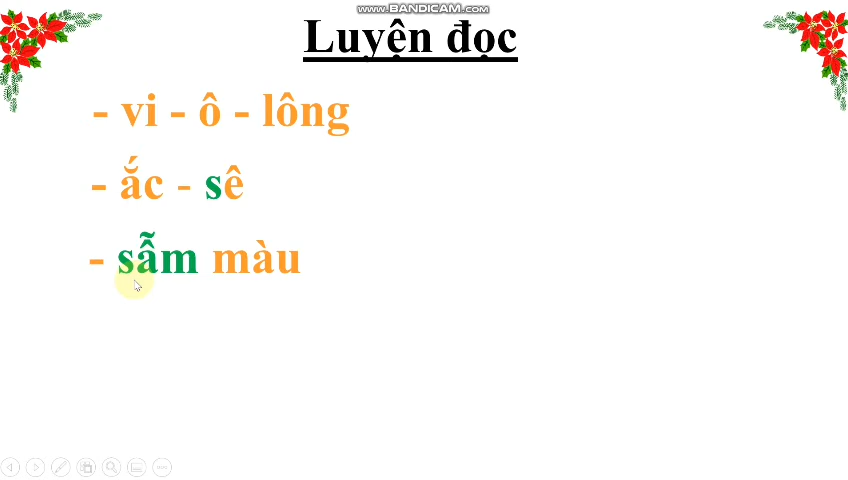 www.BANDICAM.com
Luyện đọc
- vi - ô - lông
- ắc - sê
- sẫm màu